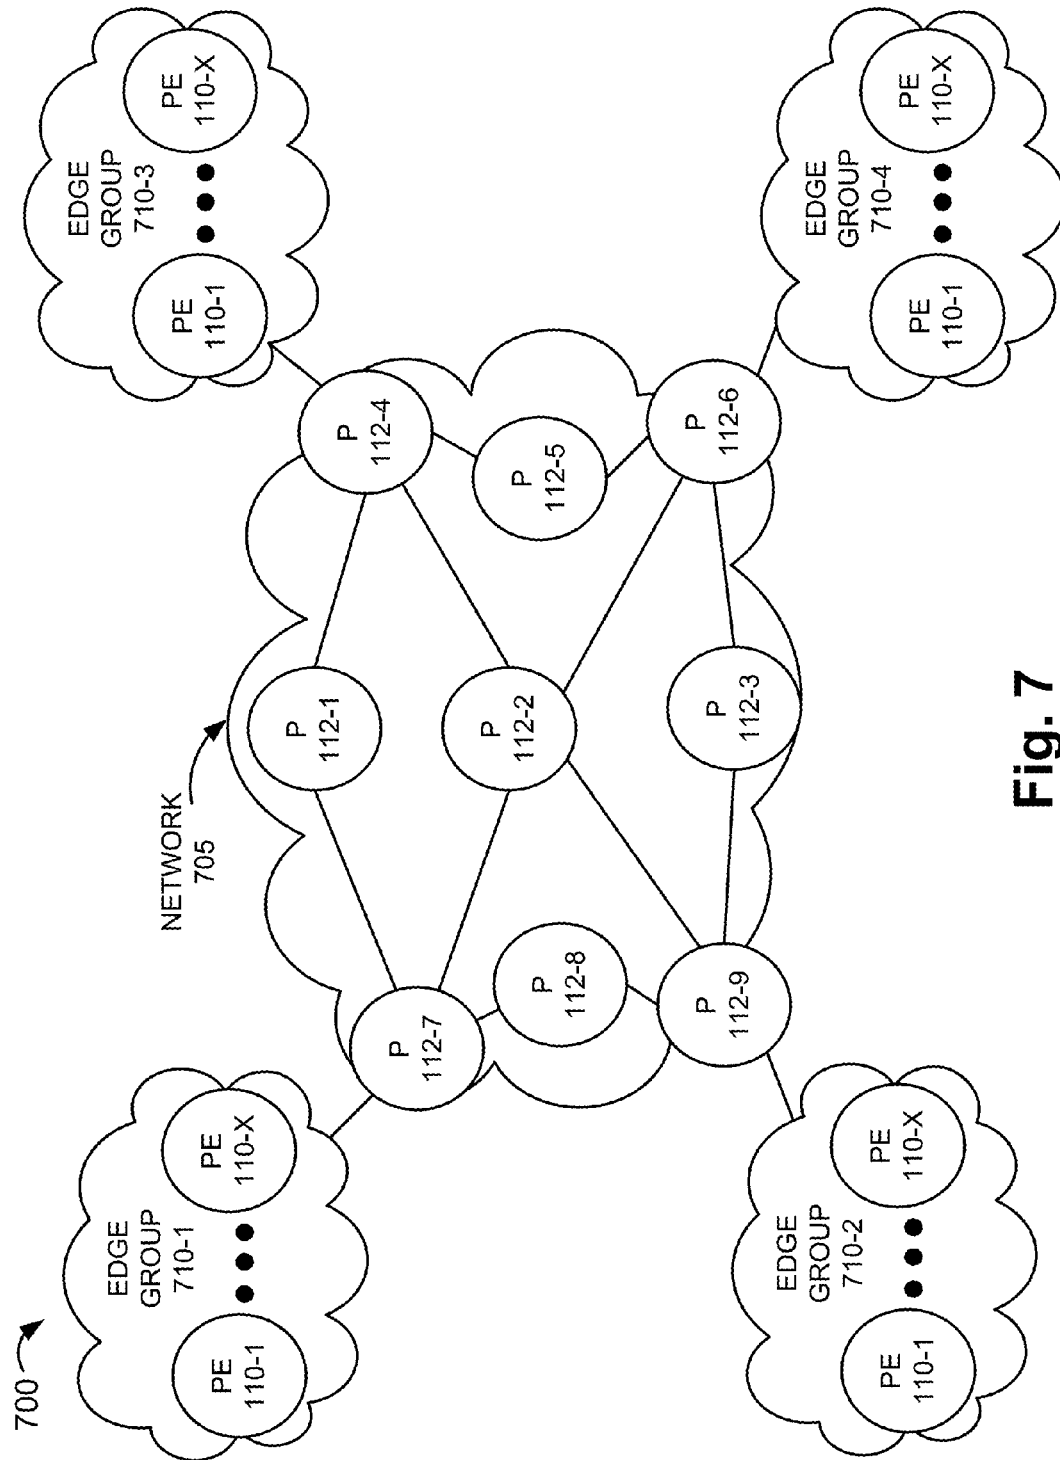 700
EDGE
GROUP
710-1
PE
110-1
PE
110-X
NETWORK
705
EDGE
GROUP
710-3
PE
110-1
PE
110-X
P
112-7
P
112-1
P
112-4
P
112-8
P
112-2
P
112-5
P
112-9
P
112-3
P
112-6
EDGE
GROUP
710-2
PE
110-1
PE
110-X
EDGE
GROUP
710-4
PE
110-1
PE
110-X
Fig. 7